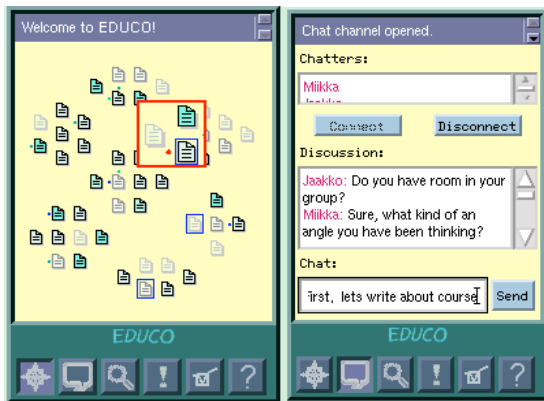 Welcome to EDUCO!
EDUCO
Chat channel opened.
Chatters:
Miikka
Jaakko
Connect
Disconnect
Discussion:
Jaakko: Do you have room in your
group?
Miikka: Sure, what kind of an
angle you have been thinking?
Chat:
First, lets write about course
Send
EDUCO